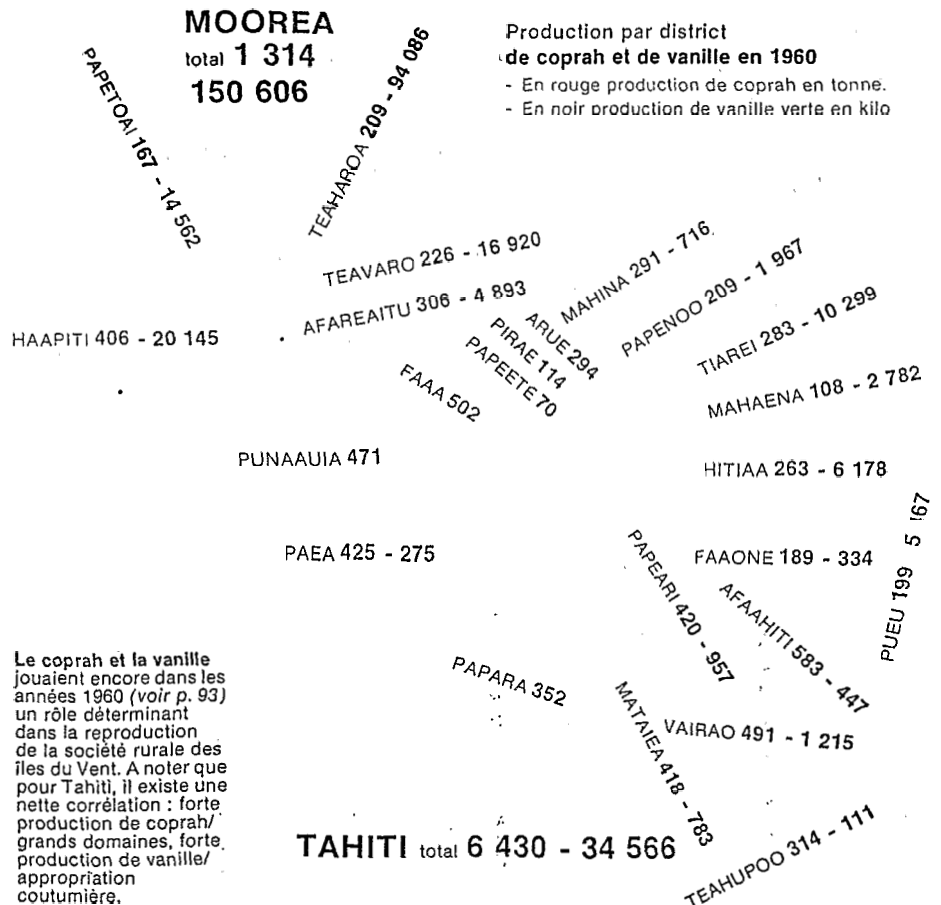 MOOREA
total 1 314
150 606
Production par district
de coprah et de vanille en 1960
- En rouge production de coprah en tonne.
- En noir production de vanille verte en kilo
PAPETOAI 167 - 14 562
TEAHAROA 209 - 94 086
TEAVARO 226 - 16 920
AFAREAITU 306 - 4 893
HAAPITI 406 - 20 145
MAHINA 291 - 716
ARUE 294
PIRAE 114
PAPEETE 70
FAAA 502
PAPENOO 209 - 1 967
TIAREI 283 - 10 299
MAHAENA 108 - 2 782
PUNAAUIA 471
HITIAA 263 - 6 178
PAEA 425 - 275
FAAONE 189 - 334
PUEU 199 5
PAPEARI 420 - 957
AFAAHITI 583 - 447
PAPARA 352
MATAIEA 418 - 783
VAIRAO 491 - 1 215
TEAHUPOO 314 - 111
Le coprah et la vanille
jouaient encore dans les
années 1960 (voir p. 93)
un rôle déterminant
dans la reproduction
de la société rurale des
îles du Vent. A noter que
pour Tahiti, il existe une
nette corrélation : forte
production de coprah/
grands domaines, forte
production de vanille/
appropriation
coutumière.
TAHITI total 6 430 - 34 566